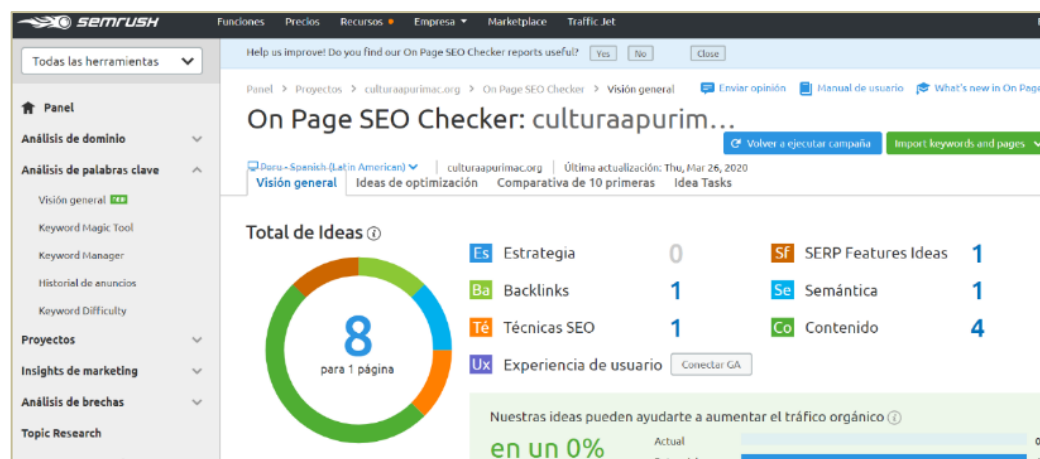 SEMRUSH Funciones Precios Recursos Empresa Marketplace Traffic Jet
Todas las herramientas
Help us improve! Do you find our On Page SEO Checker reports useful? Yes No Close
Panel > Proyectos > culturaapurimac.org > On Page SEO Checker > Visión general Enviar opinión Manual de usuario What's new in On Page
Panel
On Page SEO Checker: culturaapurim...
Análisis de dominio
Volver a ejecutar campaña Import keywords and pages
Análisis de palabras clave
Peru - Spanish (Latin American) culturaapurimac.org Última actualización: Thu, Mar 26, 2020
Visión general Ideas de optimización Comparativa de 10 primeras Idea Tasks
Visión general
Keyword Magic Tool
Keyword Manager
Historial de anuncios
Keyword Difficulty
Proyectos
Insights de marketing
Análisis de brechas
Topic Research
Total de Ideas
8
para 1 página
Es Estrategia 0
Ba Backlinks 1
Té Técnicas SEO 1
Ux Experiencia de usuario Conectar GA
Sf SERP Features Ideas 1
Se Semántica 1
Co Contenido 4
Nuestras ideas pueden ayudarte a aumentar el tráfico orgánico
en un 0%
Actual